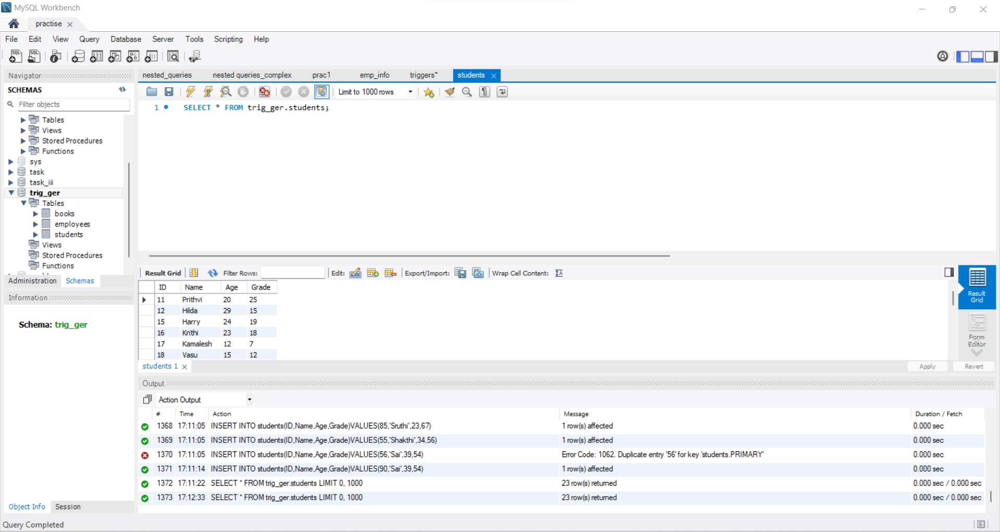 MySQL Workbench
practise
File Edit View Query Database Server Tools Scripting Help
Navigator
SCHEMAS
Filter objects
Tables
Views
Stored Procedures
Functions
sys
task
task_iii
trig_ger
Tables
books
employees
students
Views
Stored Procedures
Functions
Administration Schemas
Information
Schema: trig_ger
Object Info Session
nested_queries nested queries_complex prac1 emp_info triggers* students
Limit to 1000 rows
1 SELECT * FROM trig_ger.students;
Result Grid Filter Rows: Edit: Export/Import: Wrap Cell Content:
ID Name Age Grade
11 Prithvi 20 25
12 Hilda 29 15
15 Harry 24 19
16 Krithi 23 18
17 Kamalesh 12 7
18 Vasu 15 12
Result
Grid
Form
Editor
students 1
Apply Revert
Output
Action Output
# Time Action Message Duration / Fetch
1368 17:11:05 INSERT INTO students(ID,Name,Age,Grade)VALUES(85,'Sruthi',23,67) 1 row(s) affected 0.000 sec
1369 17:11:05 INSERT INTO students(ID,Name,Age,Grade)VALUES(55,'Shakthi',34,56) 1 row(s) affected 0.000 sec
1370 17:11:05 INSERT INTO students(ID,Name,Age,Grade)VALUES(56,'Sai',39,54) Error Code: 1062. Duplicate entry '56' for key 'students.PRIMARY' 0.000 sec
1371 17:11:14 INSERT INTO students(ID,Name,Age,Grade)VALUES(90,'Sai',39,54) 1 row(s) affected 0.000 sec
1372 17:11:22 SELECT * FROM trig_ger.students LIMIT 0, 1000 23 row(s) returned 0.000 sec / 0.000 sec
1373 17:12:33 SELECT * FROM trig_ger.students LIMIT 0, 1000 23 row(s) returned 0.000 sec / 0.000 sec
Query Completed